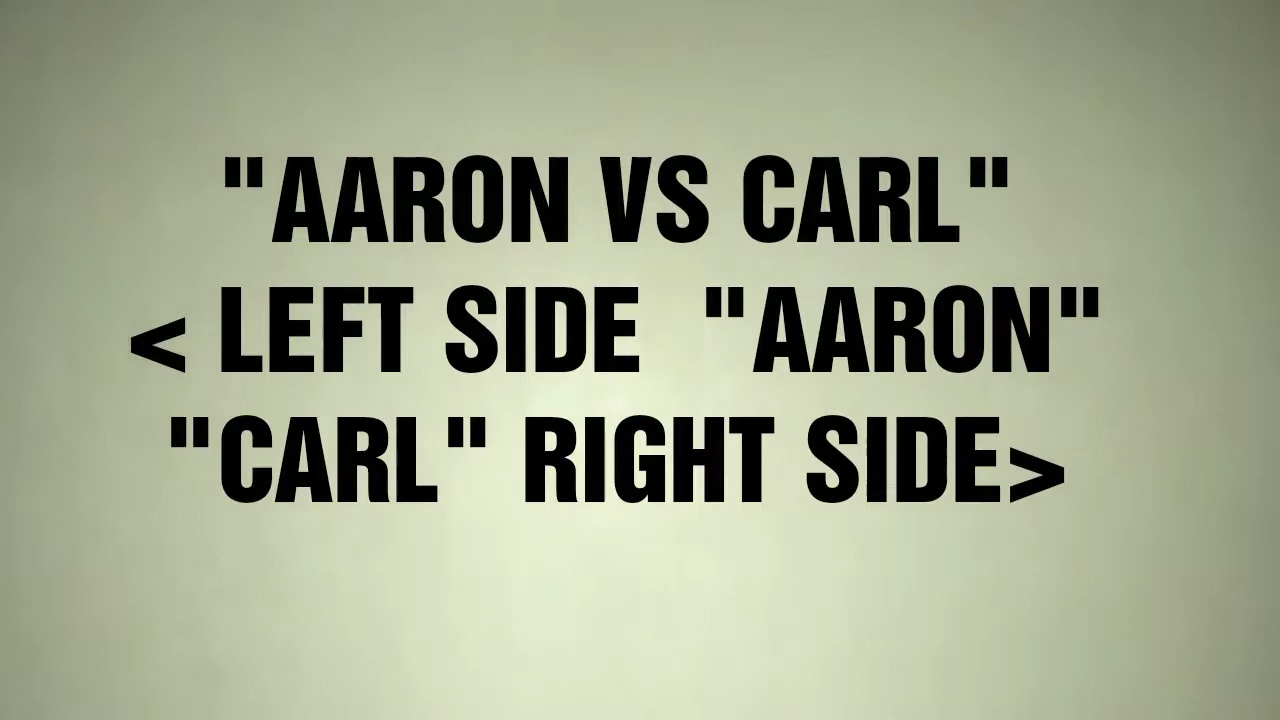 "AARON VS CARL"
< LEFT SIDE  "AARON"
"CARL" RIGHT SIDE>